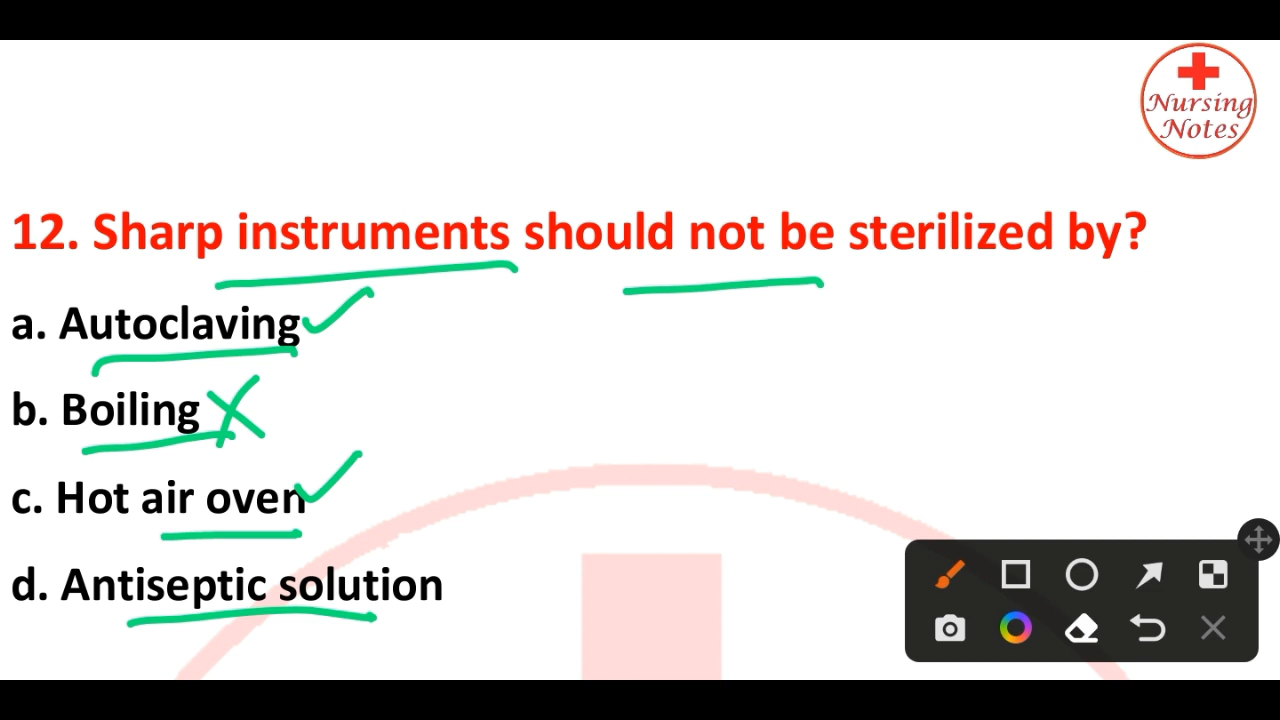 Nursing
Notes
12. Sharp instruments should not be sterilized by?
a. Autoclaving
b. Boiling
c. Hot air oven
d. Antiseptic solution